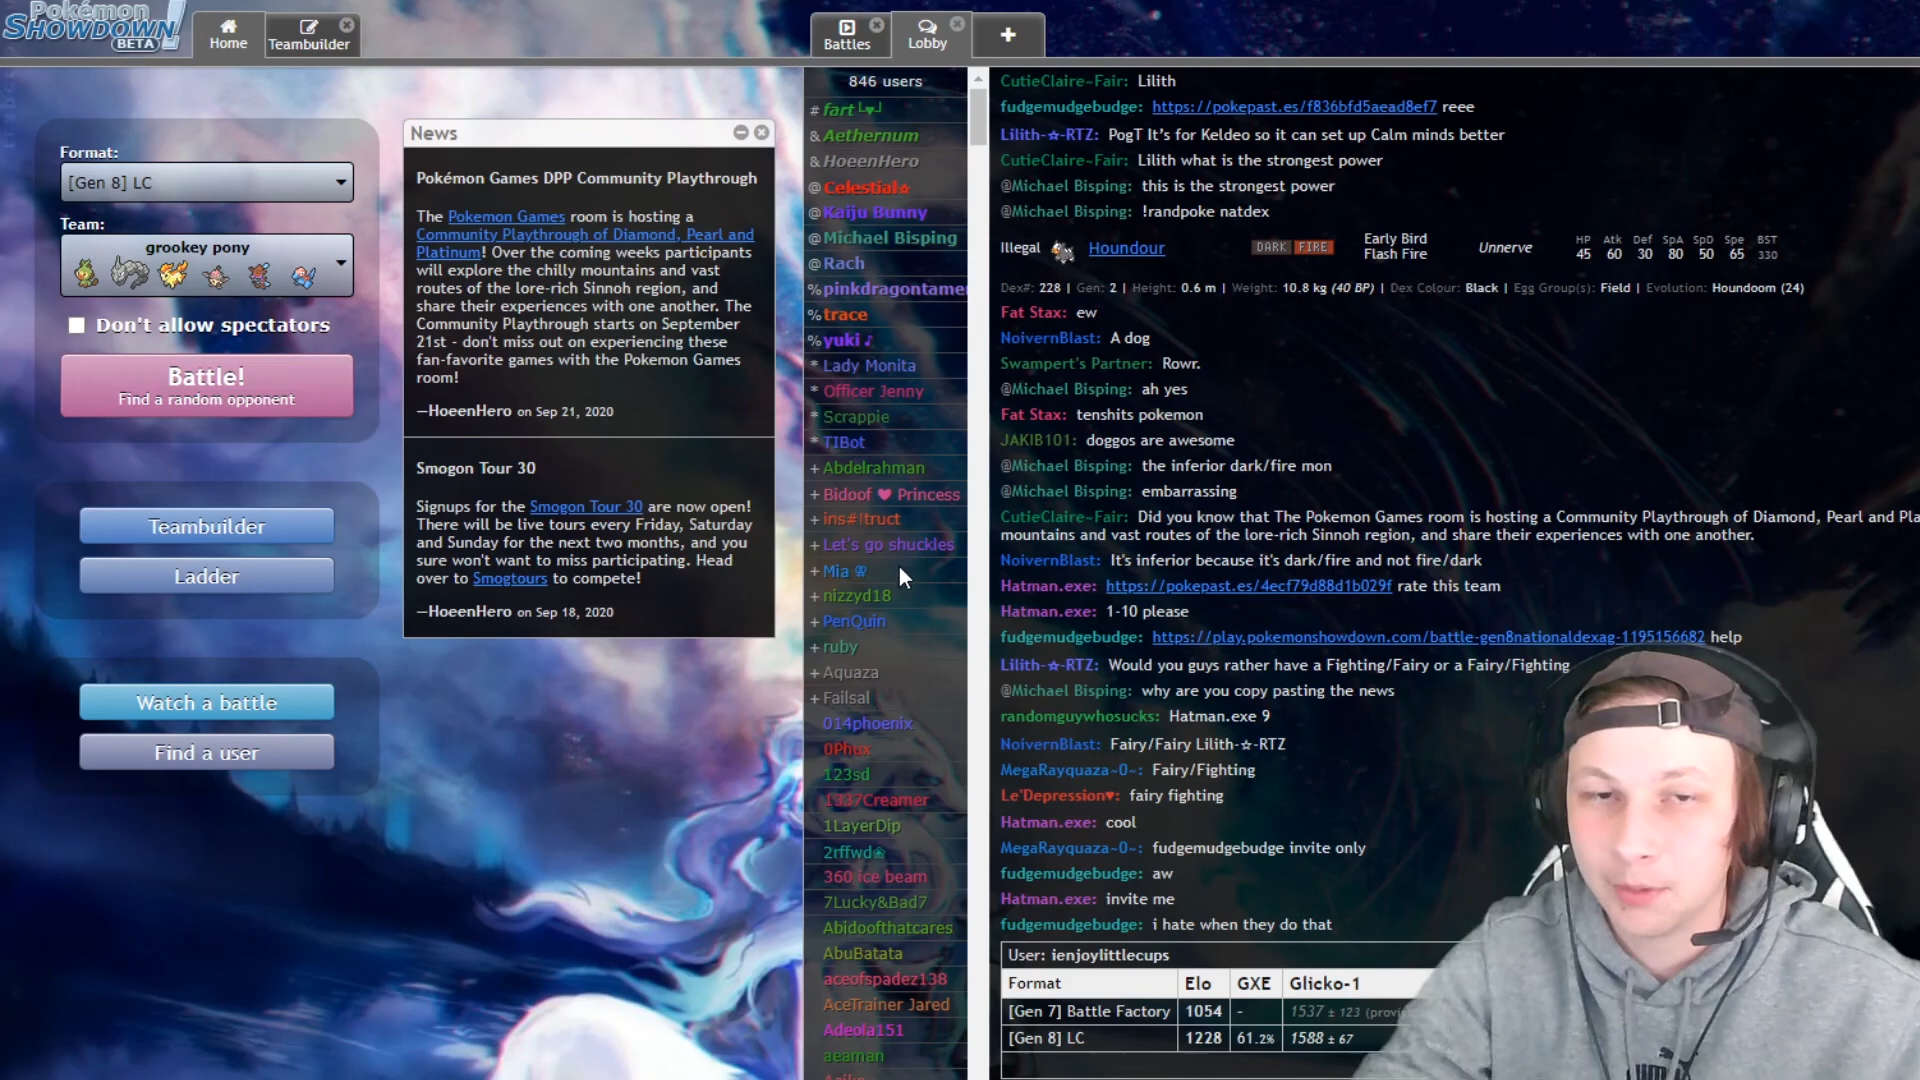 Pokémon
SHOWDOWN!
BETA
Home
Teambuilder
Battles
Lobby
+
Format:
[Gen 8] LC
Team:
grookey pony
Don't allow spectators
Battle!
Find a random opponent
Teambuilder
Ladder
Watch a battle
Find a user
News
Pokémon Games DPP Community Playthrough
The Pokemon Games room is hosting a
Community Playthrough of Diamond, Pearl and
Platinum! Over the coming weeks participants
will explore the chilly mountains and vast
routes of the lore-rich Sinnoh region, and
share their experiences with one another. The
Community Playthrough starts on September
21st - don't miss out on experiencing these
fan-favorite games with the Pokemon Games
room!
—HoeenHero on Sep 21, 2020
Smogon Tour 30
Signups for the Smogon Tour 30 are now open!
There will be live tours every Friday, Saturday
and Sunday for the next two months, and you
sure won't want to miss participating. Head
over to Smogtours to compete!
—HoeenHero on Sep 18, 2020
846 users
# fart└♥┘
& Aethernum
& HoeenHero
@ Celestial☆
@ Kaiju Bunny
@ Michael Bisping
@ Rach
% pinkdragontamer
% trace
% yuki ♪
* Lady Monita
* Officer Jenny
* Scrappie
* TIBot
+ Abdelrahman
+ Bidoof ♥ Princess
+ ins#!truct
+ Let's go shuckles
+ Mia
+ nizzyd18
+ PenQuin
+ ruby
+ Aquaza
+ Failsal
014phoenix
0Phux
123sd
1337Creamer
1LayerDip
2rffwd
360 ice beam
7Lucky&Bad7
Abidoofthatcares
AbuBatata
aceofspadez138
AceTrainer Jared
Adeola151
aeaman
CutieClaire~Fair: Lilith
fudgemudgebudge: https://pokepast.es/f836bfd5aead8ef7 reee
Lilith-☆-RTZ: PogT It's for Keldeo so it can set up Calm minds better
CutieClaire~Fair: Lilith what is the strongest power
@Michael Bisping: this is the strongest power
@Michael Bisping: !randpoke natdex
Illegal Houndour DARK FIRE Early Bird Flash Fire Unnerve HP 45 Atk 60 Def 30 SpA 80 SpD 50 Spe 65 BST 330
Dex#: 228 | Gen: 2 | Height: 0.6 m | Weight: 10.8 kg (40 BP) | Dex Colour: Black | Egg Group(s): Field | Evolution: Houndoom (24)
Fat Stax: ew
NoivernBlast: A dog
Swampert's Partner: Rowr.
@Michael Bisping: ah yes
Fat Stax: tenshits pokemon
JAKIB101: doggos are awesome
@Michael Bisping: the inferior dark/fire mon
@Michael Bisping: embarrassing
CutieClaire~Fair: Did you know that The Pokemon Games room is hosting a Community Playthrough of Diamond, Pearl and Pla
mountains and vast routes of the lore-rich Sinnoh region, and share their experiences with one another.
NoivernBlast: It's inferior because it's dark/fire and not fire/dark
Hatman.exe: https://pokepast.es/4ecf79d88d1b029f rate this team
Hatman.exe: 1-10 please
fudgemudgebudge: https://play.pokemonshowdown.com/battle-gen8nationaldexag-1195156682 help
Lilith-☆-RTZ: Would you guys rather have a Fighting/Fairy or a Fairy/Fighting
@Michael Bisping: why are you copy pasting the news
randomguywhosucks: Hatman.exe 9
NoivernBlast: Fairy/Fairy Lilith-☆-RTZ
MegaRayquaza~0~: Fairy/Fighting
Le'Depression♥: fairy fighting
Hatman.exe: cool
MegaRayquaza~0~: fudgemudgebudge invite only
fudgemudgebudge: aw
Hatman.exe: invite me
fudgemudgebudge: i hate when they do that
User: ienjoylittlecups
Format Elo GXE Glicko-1
[Gen 7] Battle Factory 1054 - 1537 ± 123 (provi
[Gen 8] LC 1228 61.2% 1588 ± 67